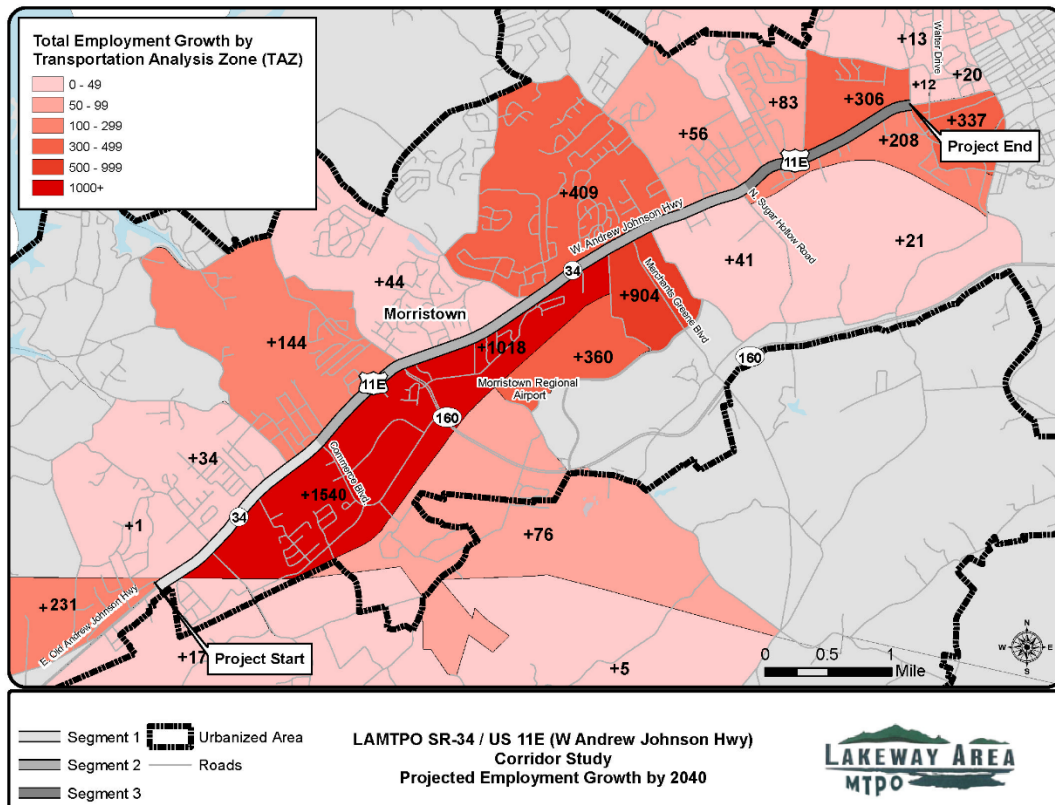 Total Employment Growth by
Transportation Analysis Zone (TAZ)
0 - 49
50 - 99
100 - 299
300 - 499
500 - 999
1000+
+13
Walter Drive
+20
+12
+83
+306
+337
+56
+208
Project End
11E
+409
W. Andrew Johnson Hwy
N. Sugar Hollow Road
+21
+41
34
+44
+904
Merchants Greene Blvd
Morristown
+144
+1018
+360
160
11E
Morristown Regional
Airport
160
Commerce Blvd.
+34
+1540
34
+1
+76
+231
E. Old Andrew Johnson Hwy
+17
Project Start
+5
N
W
E
S
0
0.5
1
Mile
Segment 1
Urbanized Area
Segment 2
Roads
Segment 3
LAMTPO SR-34 / US 11E (W Andrew Johnson Hwy)
Corridor Study
Projected Employment Growth by 2040
LAKEWAY AREA
MTPO